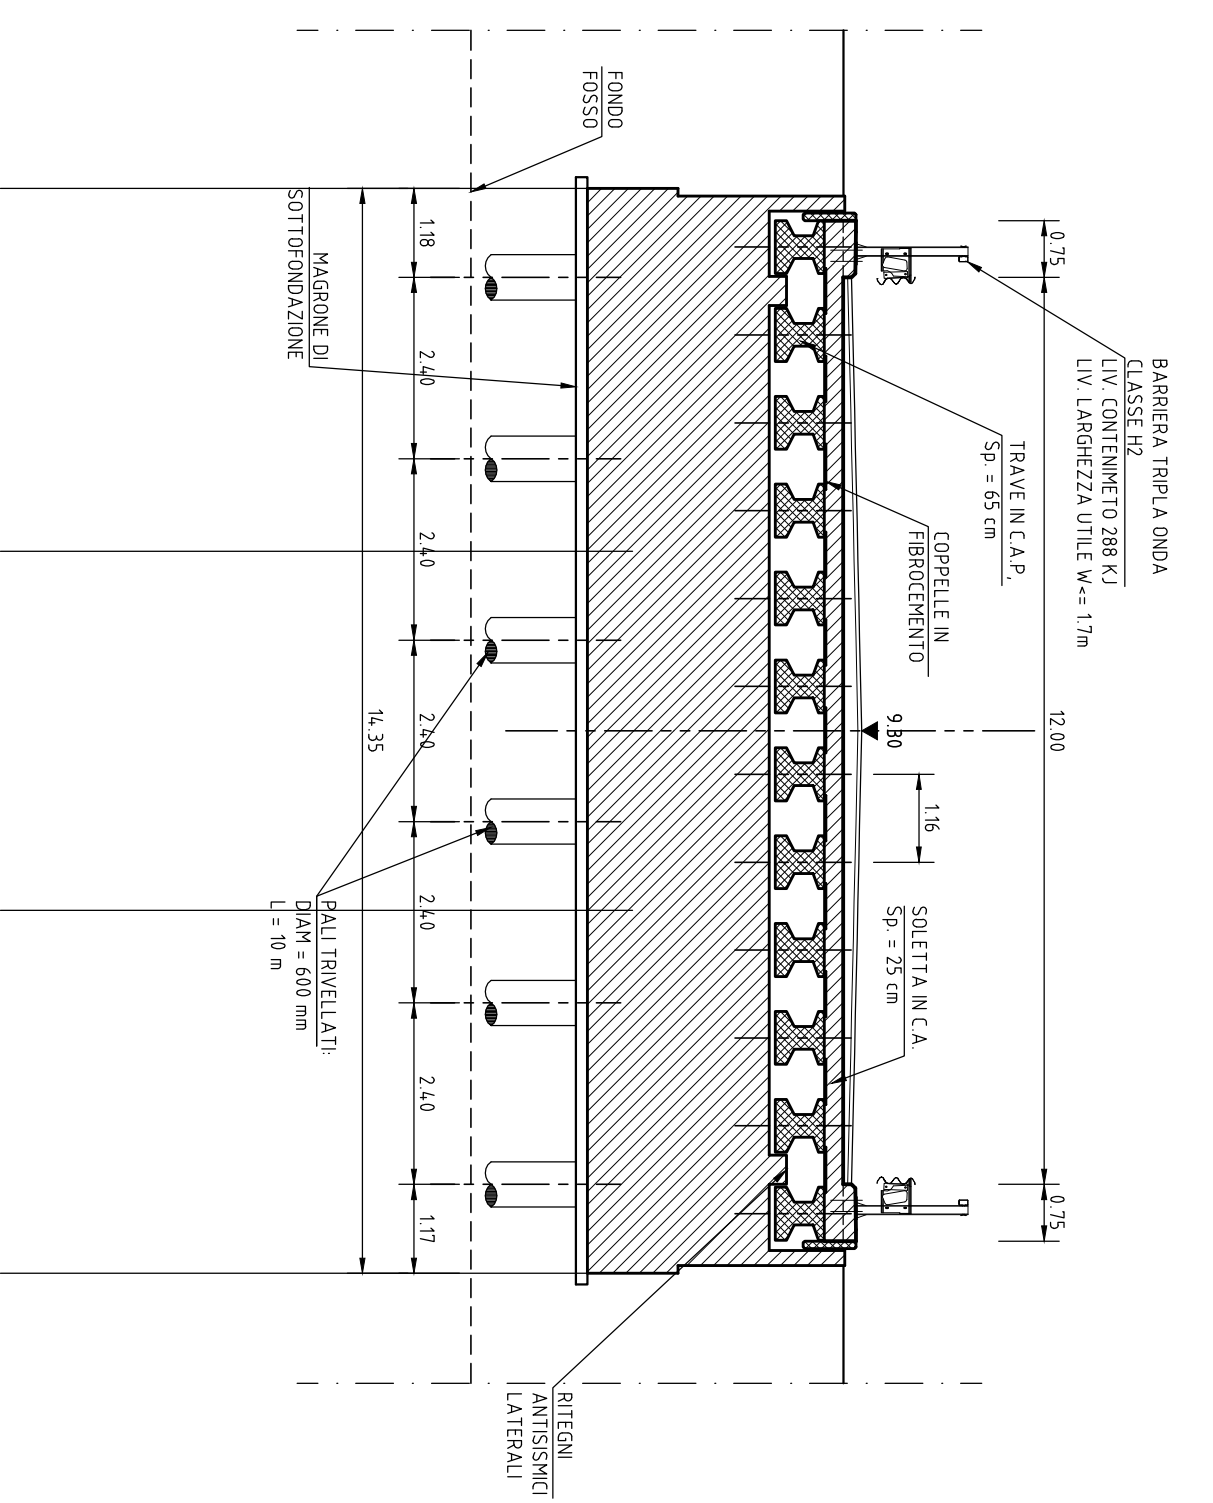 BARRIERA TRIPLA ONDA
CLASSE H2
LIV. CONTENIMETO 288 KJ
LIV. LARGHEZZA UTILE W<= 1.7m
0.75
12.00
0.75
TRAVE IN C.A.P.
Sp. = 65 cm
COPPELLE IN
FIBROCEMENTO
9.80
1.16
SOLETTA IN C.A.
Sp. = 25 cm
FONDO
FOSSO
RITEGNI
ANTISISMICI
LATERALI
1.18
2.40
2.40
2.40
2.40
2.40
1.17
14.35
MAGRONE DI
SOTTOFONDAZIONE
PALI TRIVELLATI:
DIAM = 600 mm
L = 10 m